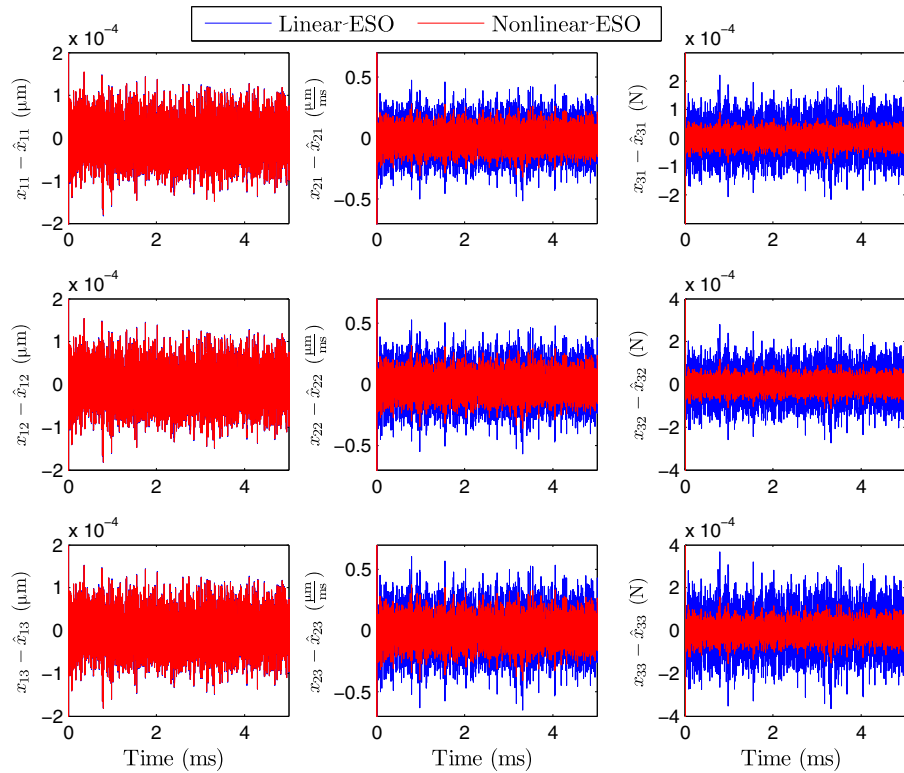 Linear-ESO Nonlinear-ESO
x 10⁻⁴ x 10⁻⁴
2 1 0 −1 −2
x₁₁ − x̂₁₁ (μm)
0 2 4
0.5 0 −0.5
x₂₁ − x̂₂₁ (μm/ms)
0 2 4
4 2 0 −2
x₃₁ − x̂₃₁ (N)
0 2 4
x 10⁻⁴ x 10⁻⁴
2 1 0 −1 −2
x₁₂ − x̂₁₂ (μm)
0 2 4
0.5 0 −0.5
x₂₂ − x̂₂₂ (μm/ms)
0 2 4
4 2 0 −2 −4
x₃₂ − x̂₃₂ (N)
0 2 4
x 10⁻⁴ x 10⁻⁴
2 1 0 −1 −2
x₁₃ − x̂₁₃ (μm)
0 2 4
Time (ms)
0.5 0 −0.5
x₂₃ − x̂₂₃ (μm/ms)
0 2 4
Time (ms)
4 2 0 −2 −4
x₃₃ − x̂₃₃ (N)
0 2 4
Time (ms)